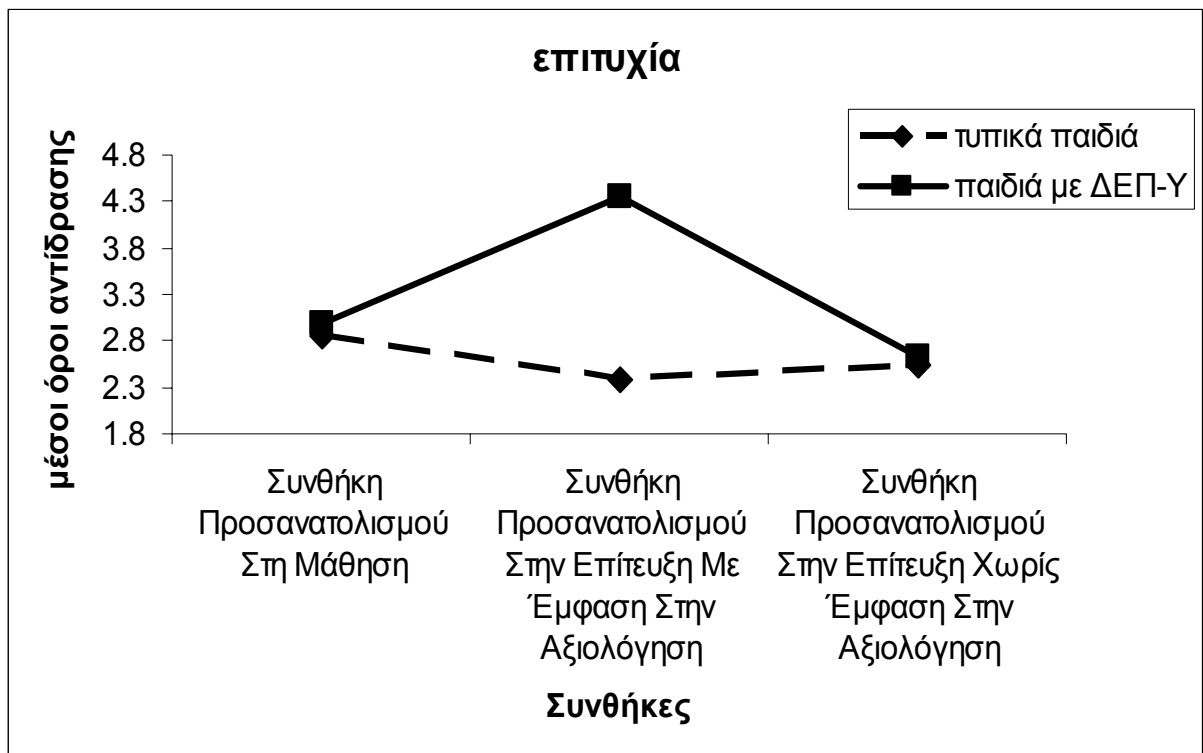 επιτυχία
τυπικά παιδιά
παιδιά με ΔΕΠ-Υ
μέσοι όροι αντίδρασης
4.8
4.3
3.8
3.3
2.8
2.3
1.8
Συνθήκη
Προσανατολισμού
Στη Μάθηση
Συνθήκη
Προσανατολισμού
Στην Επίτευξη Με
Έμφαση Στην
Αξιολόγηση
Συνθήκη
Προσανατολισμού
Στην Επίτευξη Χωρίς
Έμφαση Στην
Αξιολόγηση
Συνθήκες